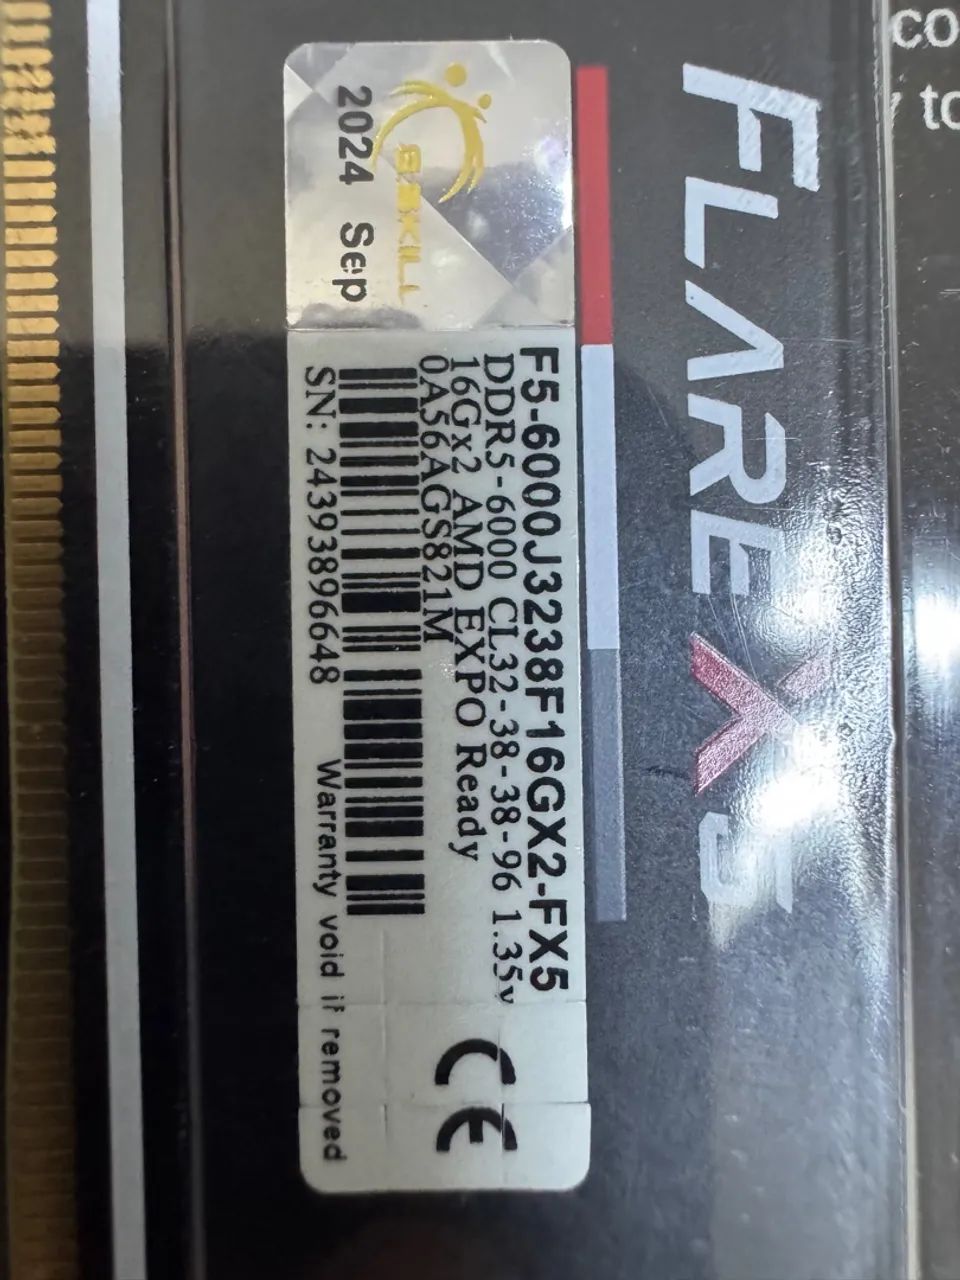 co
to
FLARE X5
G.SKILL
2024 Sep
F5-6000J3238F16GX2-FX5
DDR5-6000 CL32-38-38-96 1.35v
16Gx2 AMD EXPO Ready
0A56AGS821M
SN: 24393896648
Warranty void if removed
CE